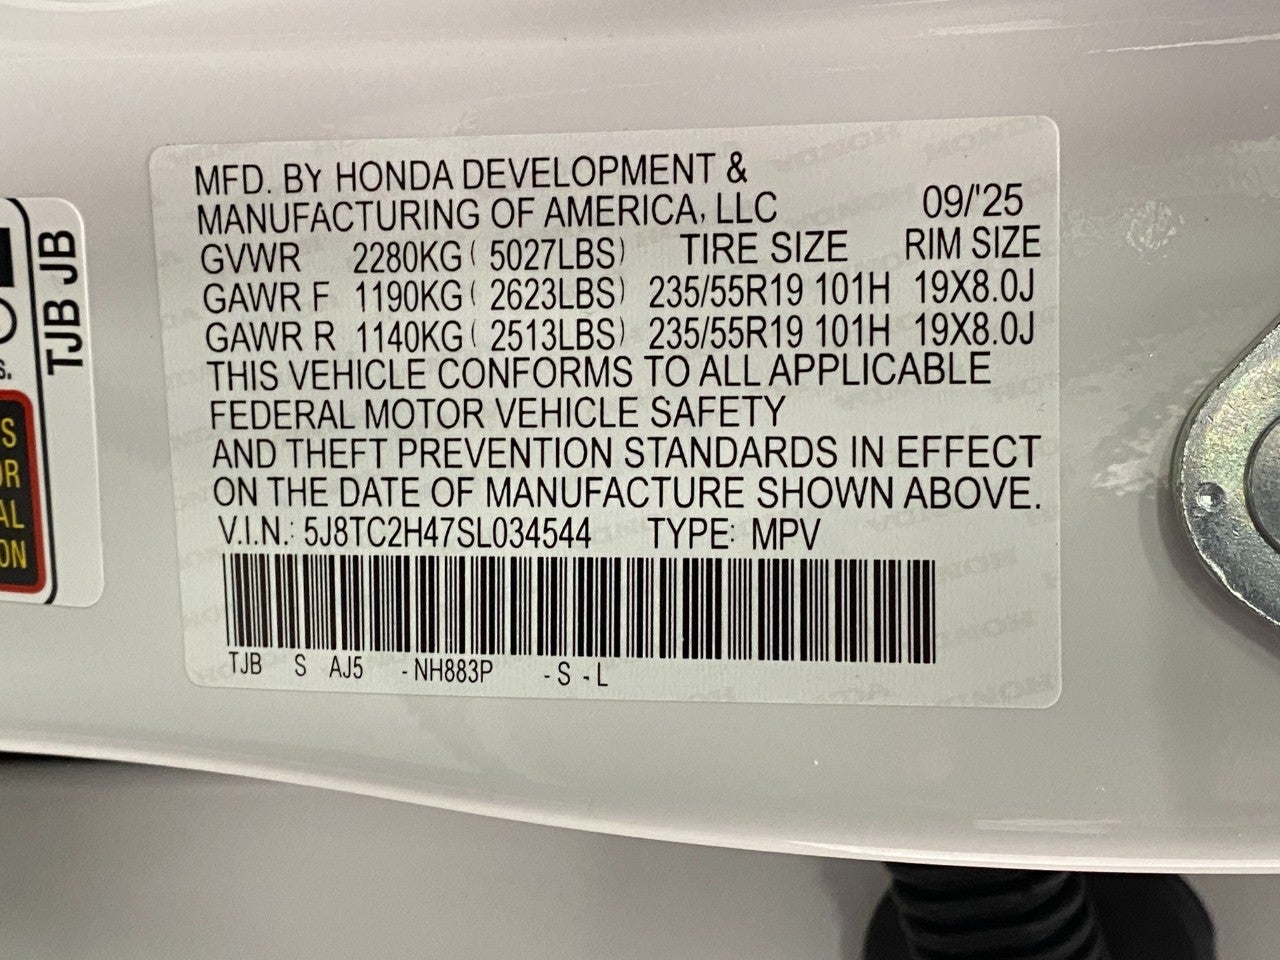 MFD. BY HONDA DEVELOPMENT &
MANUFACTURING OF AMERICA, LLC 09/'25
GVWR 2280KG ( 5027LBS) TIRE SIZE RIM SIZE
GAWR F 1190KG ( 2623LBS) 235/55R19 101H 19X8.0J
GAWR R 1140KG ( 2513LBS) 235/55R19 101H 19X8.0J
THIS VEHICLE CONFORMS TO ALL APPLICABLE
FEDERAL MOTOR VEHICLE SAFETY
AND THEFT PREVENTION STANDARDS IN EFFECT
ON THE DATE OF MANUFACTURE SHOWN ABOVE.
V.I.N.: 5J8TC2H47SL034544 TYPE: MPV
TJB S AJ5 -NH883P -S -L
TJB JB